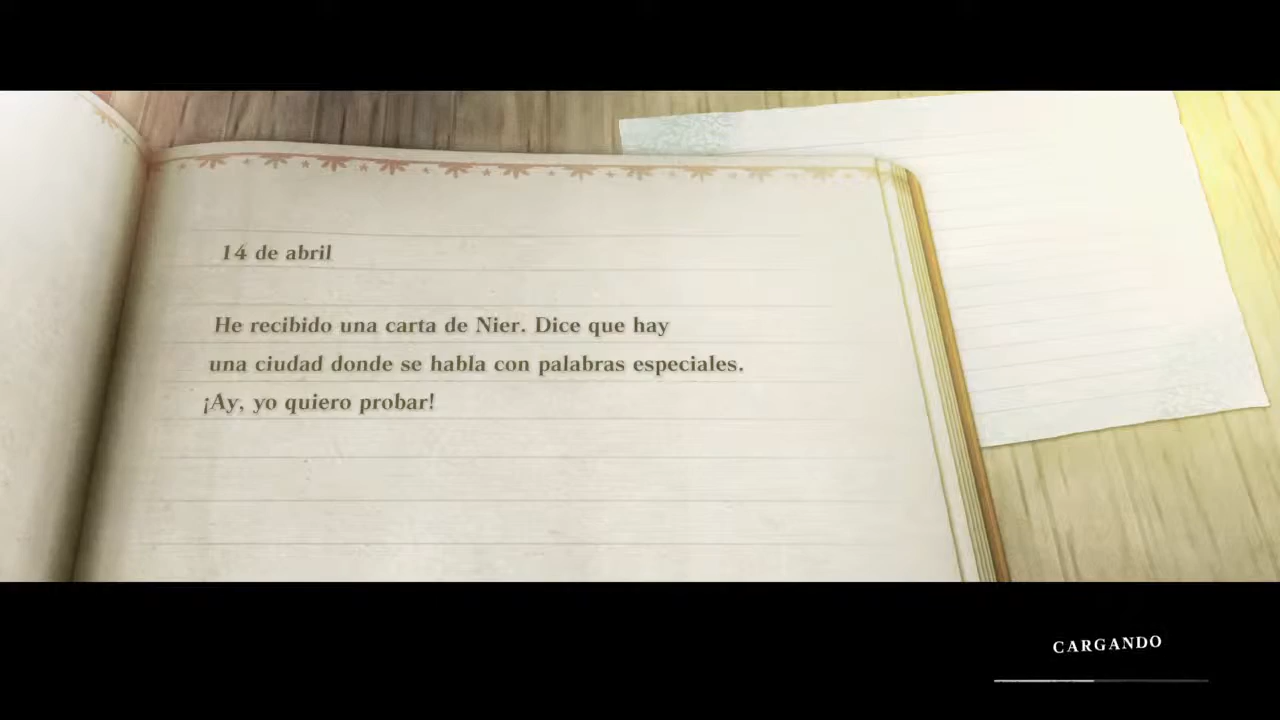 14 de abril
He recibido una carta de Nier. Dice que hay
una ciudad donde se habla con palabras especiales.
¡Ay, yo quiero probar!
CARGANDO